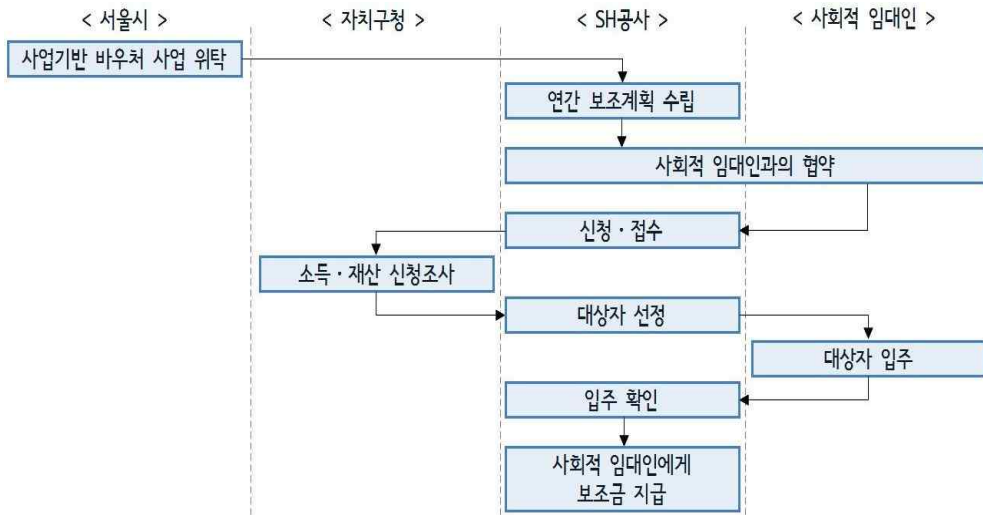 < 서울시 > < 자치구청 > < SH공사 > < 사회적 임대인 >
사업기반 바우처 사업 위탁
연간 보조계획 수립
사회적 임대인과의 협약
신청·접수
소득·재산 신청조사
대상자 선정
대상자 입주
입주 확인
사회적 임대인에게
보조금 지급